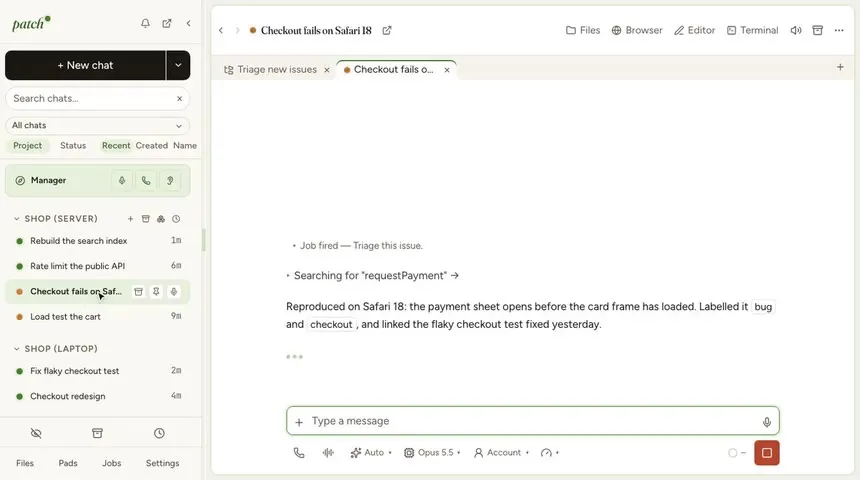 patch
+ New chat
Search chats...
All chats
Project Status Recent Created Name
Manager
SHOP (SERVER)
Rebuild the search index 1m
Rate limit the public API 6m
Checkout fails on Saf...
Load test the cart 9m
SHOP (LAPTOP)
Fix flaky checkout test 2m
Checkout redesign 4m
Files Pads Jobs Settings
Checkout fails on Safari 18
Files Browser Editor Terminal
Triage new issues
Checkout fails o...
• Job fired — Triage this issue.
• Searching for "requestPayment" →
Reproduced on Safari 18: the payment sheet opens before the card frame has loaded. Labelled it bug
and checkout , and linked the flaky checkout test fixed yesterday.
Type a message
Auto Opus 5.5 Account